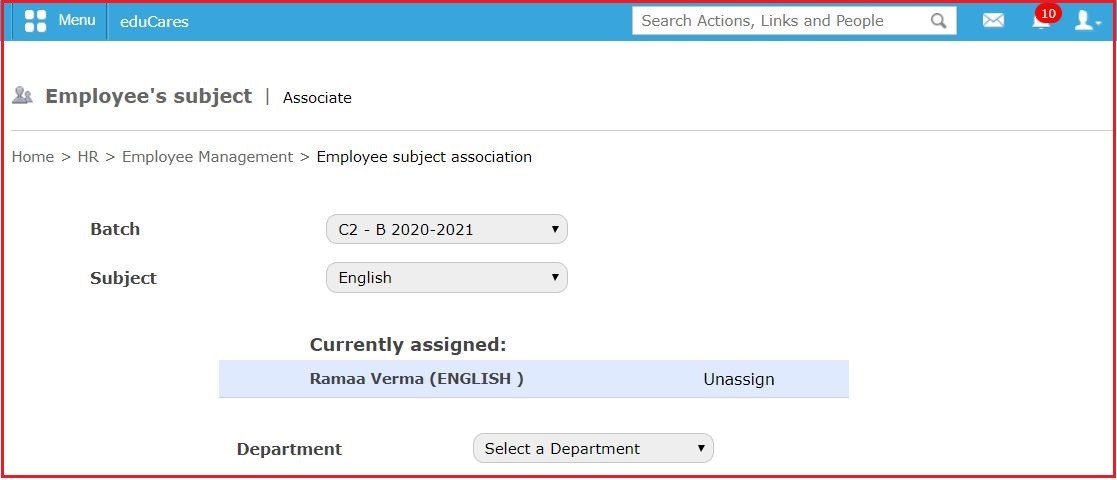 Menu eduCares Search Actions, Links and People 10
Employee's subject | Associate
Home > HR > Employee Management > Employee subject association
Batch C2 - B 2020-2021
Subject English
Currently assigned:
Ramaa Verma (ENGLISH ) Unassign
Department Select a Department